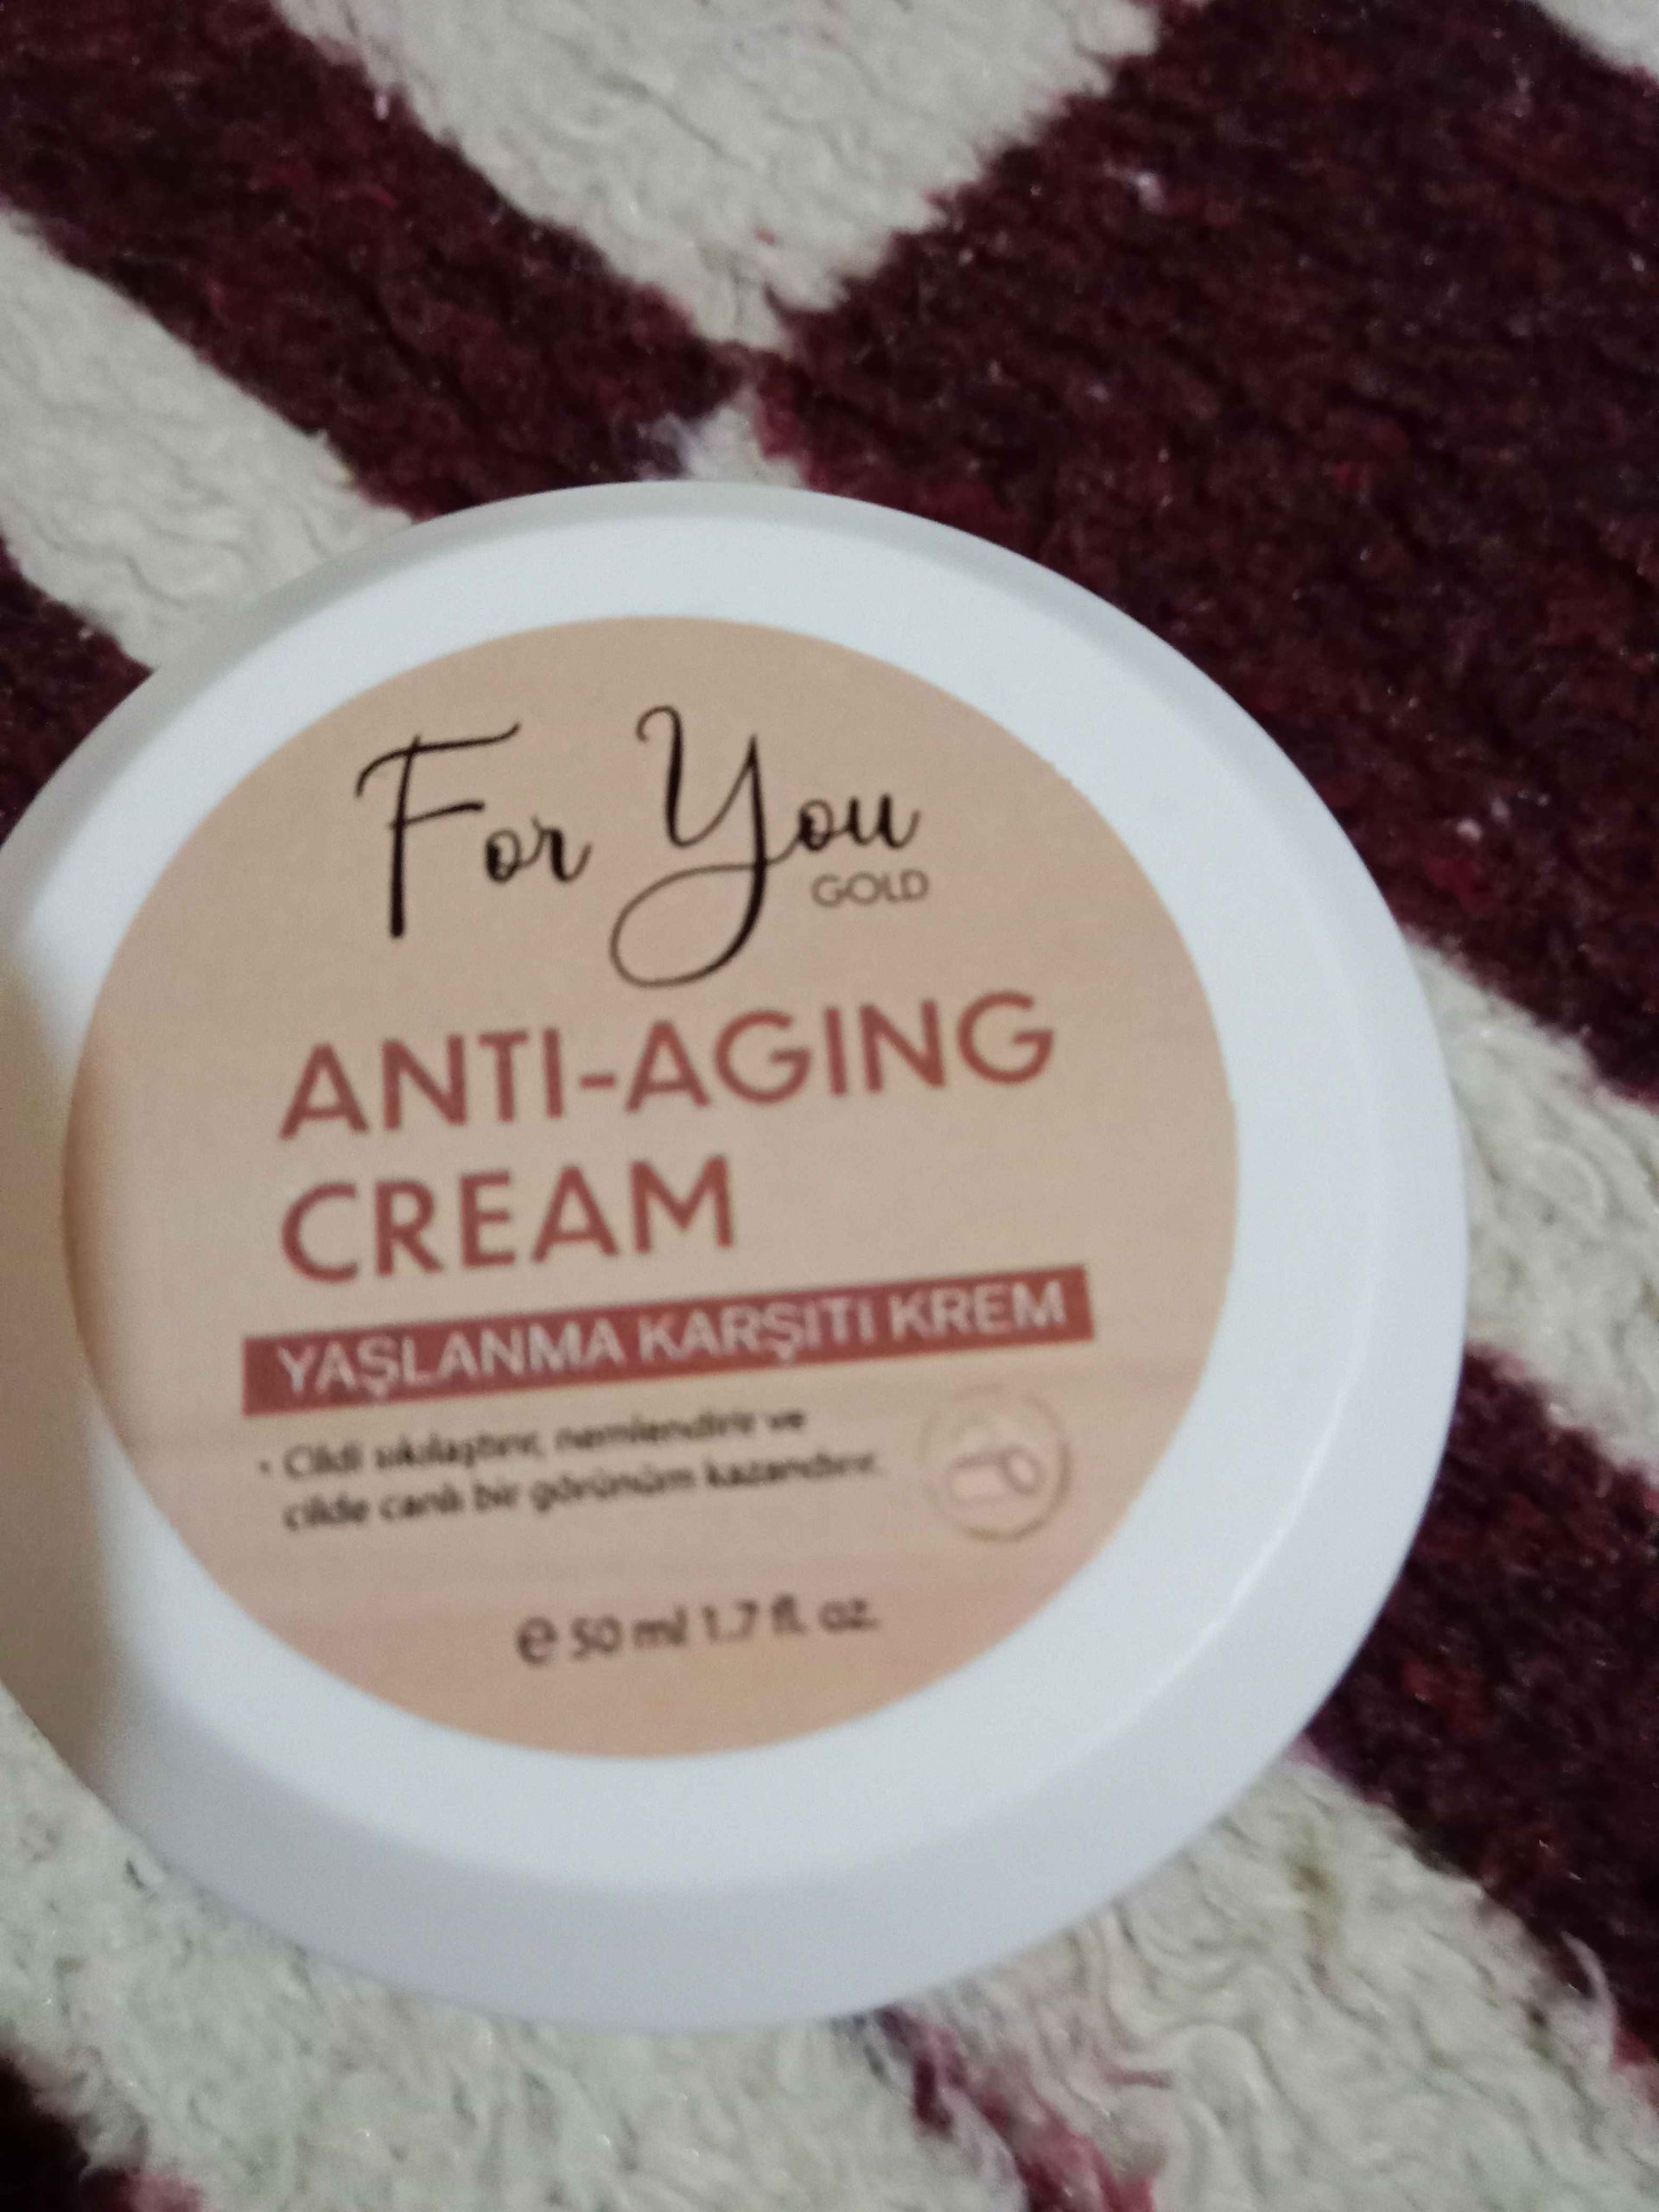 For You
GOLD
ANTI-AGING
CREAM
YAŞLANMA KARŞITI KREM
• Cildi sıkılaştırır, nemlendirir ve
cilde canlı bir görünüm kazandırır.
℮ 50 ml 1.7 fl. oz.